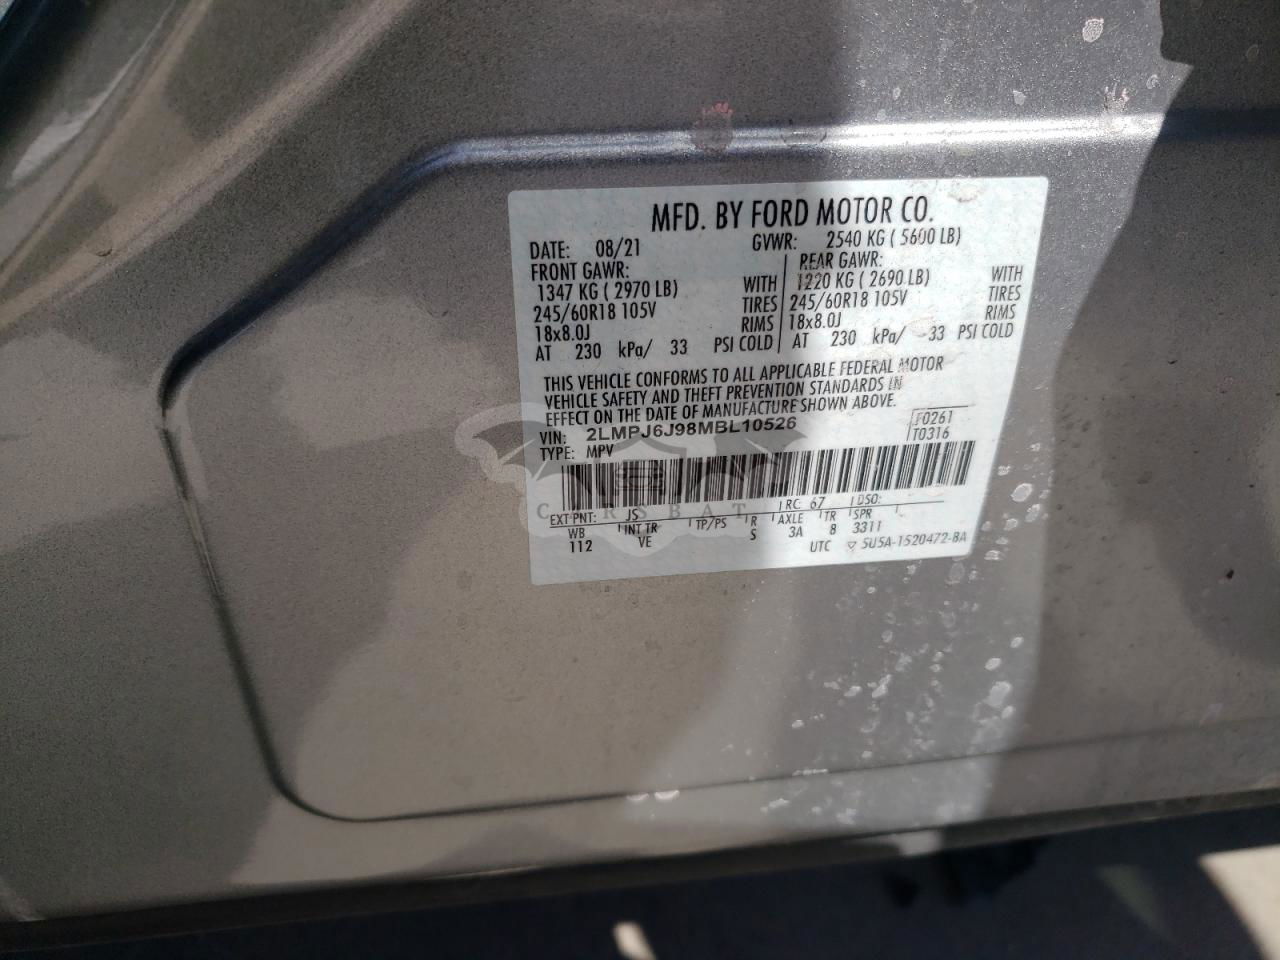 MFD. BY FORD MOTOR CO.
DATE: 08/21 GVWR: 2540 KG ( 5600 LB)
FRONT GAWR: REAR GAWR:
1347 KG ( 2970 LB) WITH 1220 KG ( 2690 LB) WITH
245/60R18 105V TIRES 245/60R18 105V TIRES
18x8.0J RIMS 18x8.0J RIMS
AT 230 kPa/ 33 PSI COLD AT 230 kPa/ 33 PSI COLD
THIS VEHICLE CONFORMS TO ALL APPLICABLE FEDERAL MOTOR
VEHICLE SAFETY AND THEFT PREVENTION STANDARDS IN
EFFECT ON THE DATE OF MANUFACTURE SHOWN ABOVE.
VIN: 2LMPJ6J98MBL10526 F0261
TYPE: MPV T0316
CARSBAT
EXT PNT: JS RC: 67 DSO:
WB INT TR TP/PS R AXLE TR SPR
112 VE S 3A 8 3311
UTC 5U5A-1520472-BA